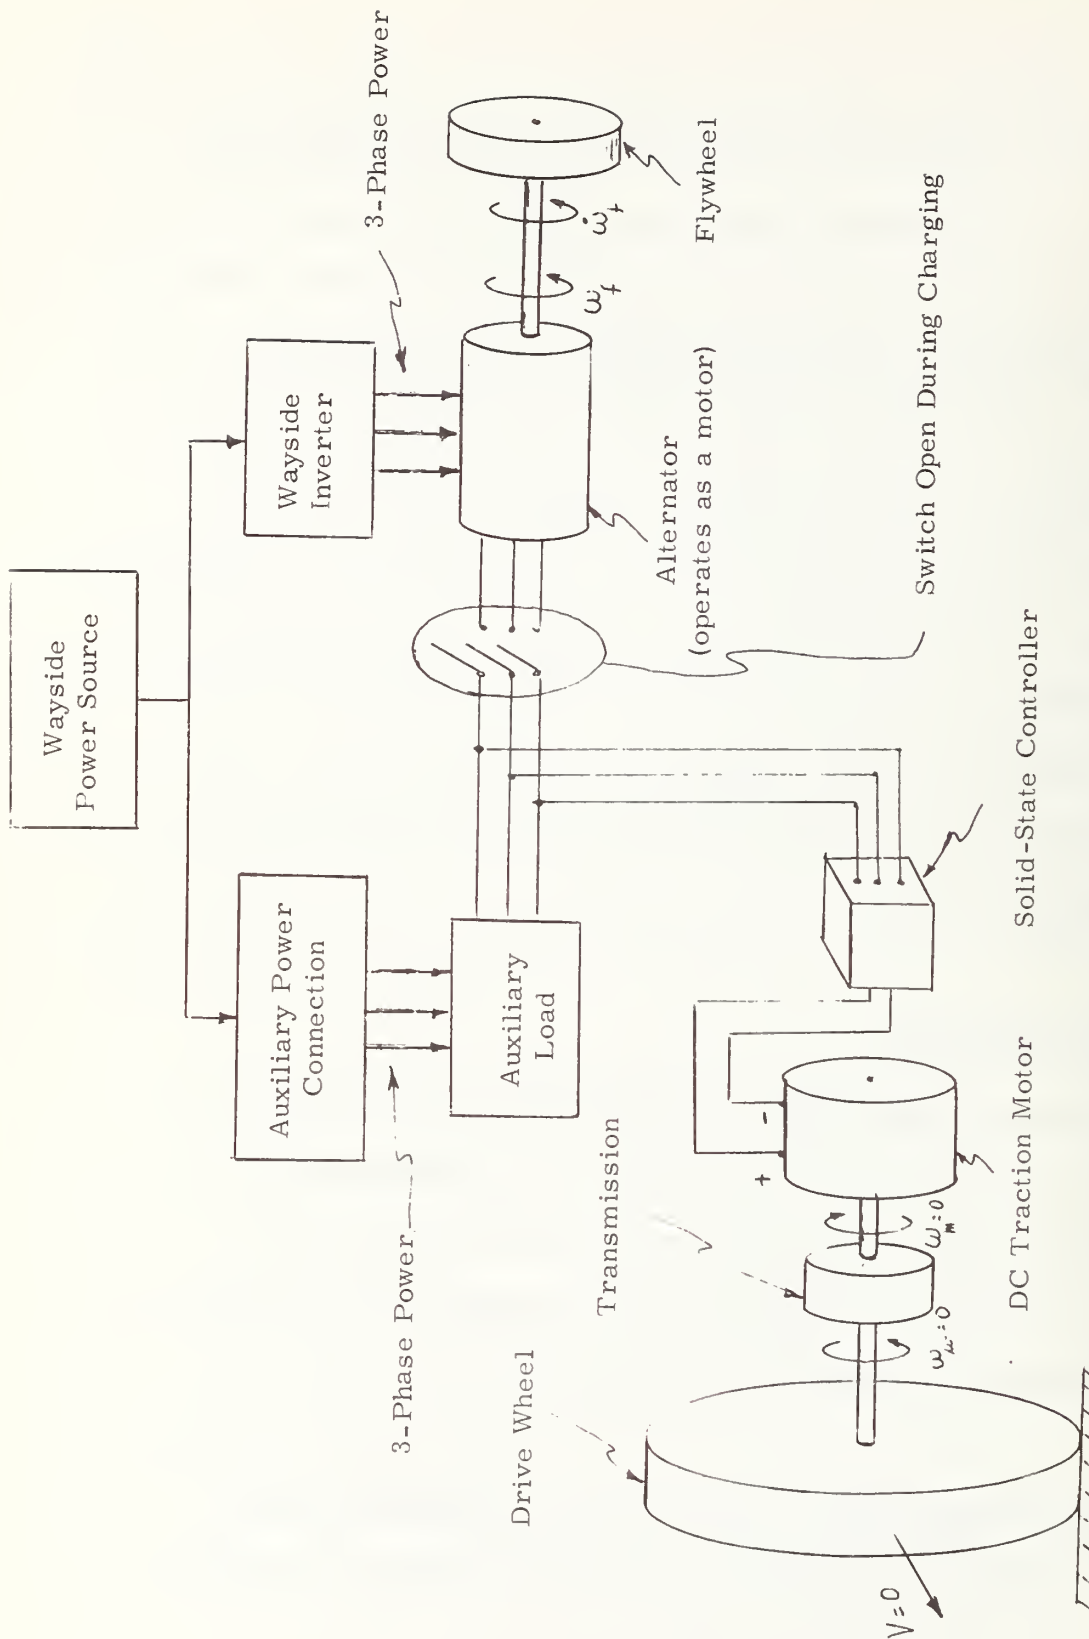 Wayside
Power Source
Auxiliary Power
Connection
Wayside
Inverter
3-Phase Power
3-Phase Power
Auxiliary
Load
Alternator
(operates as a motor)
ω_f
ω̇_f
Flywheel
Switch Open During Charging
Transmission
Drive Wheel
+
-
ω_w=0
ω_m=0
V=0
DC Traction Motor
Solid-State Controller